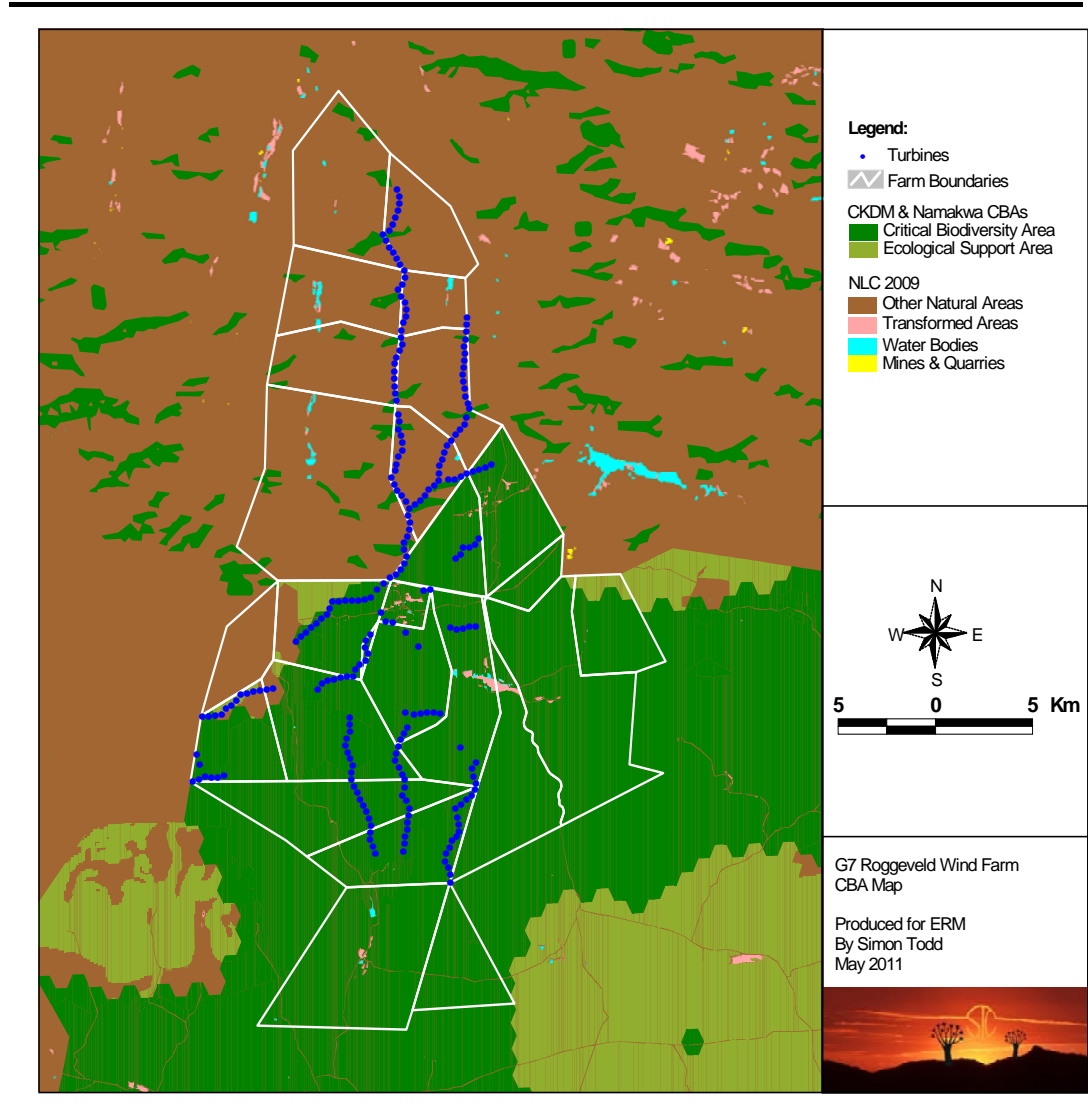 Legend:
Turbines
Farm Boundaries
CKDM & Namakwa CBAs
Critical Biodiversity Area
Ecological Support Area
NLC 2009
Other Natural Areas
Transformed Areas
Water Bodies
Mines & Quarries
N
W E
S
5 0 5 Km
G7 Roggeveld Wind Farm
CBA Map
Produced for ERM
By Simon Todd
May 2011